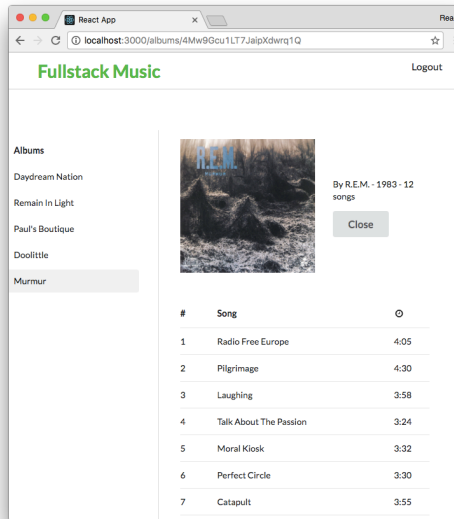 React App
Rea
localhost:3000/albums/4Mw9Gcu1LT7JaipXdwrq1Q
Fullstack Music
Logout
Albums
Daydream Nation
Remain In Light
Paul's Boutique
Doolittle
Murmur
R.E.M.
By R.E.M. - 1983 - 12
songs
Close
# Song
1 Radio Free Europe 4:05
2 Pilgrimage 4:30
3 Laughing 3:58
4 Talk About The Passion 3:24
5 Moral Kiosk 3:32
6 Perfect Circle 3:30
7 Catapult 3:55